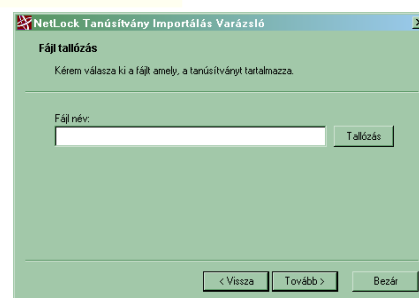 NetLock Tanúsítvány Importálás Varázsló
Fájl tallózás
Kérem válasza ki a fájlt amely, a tanúsítványt tartalmazza.
Fájl név:
Tallózás
< Vissza
Tovább >
Bezár